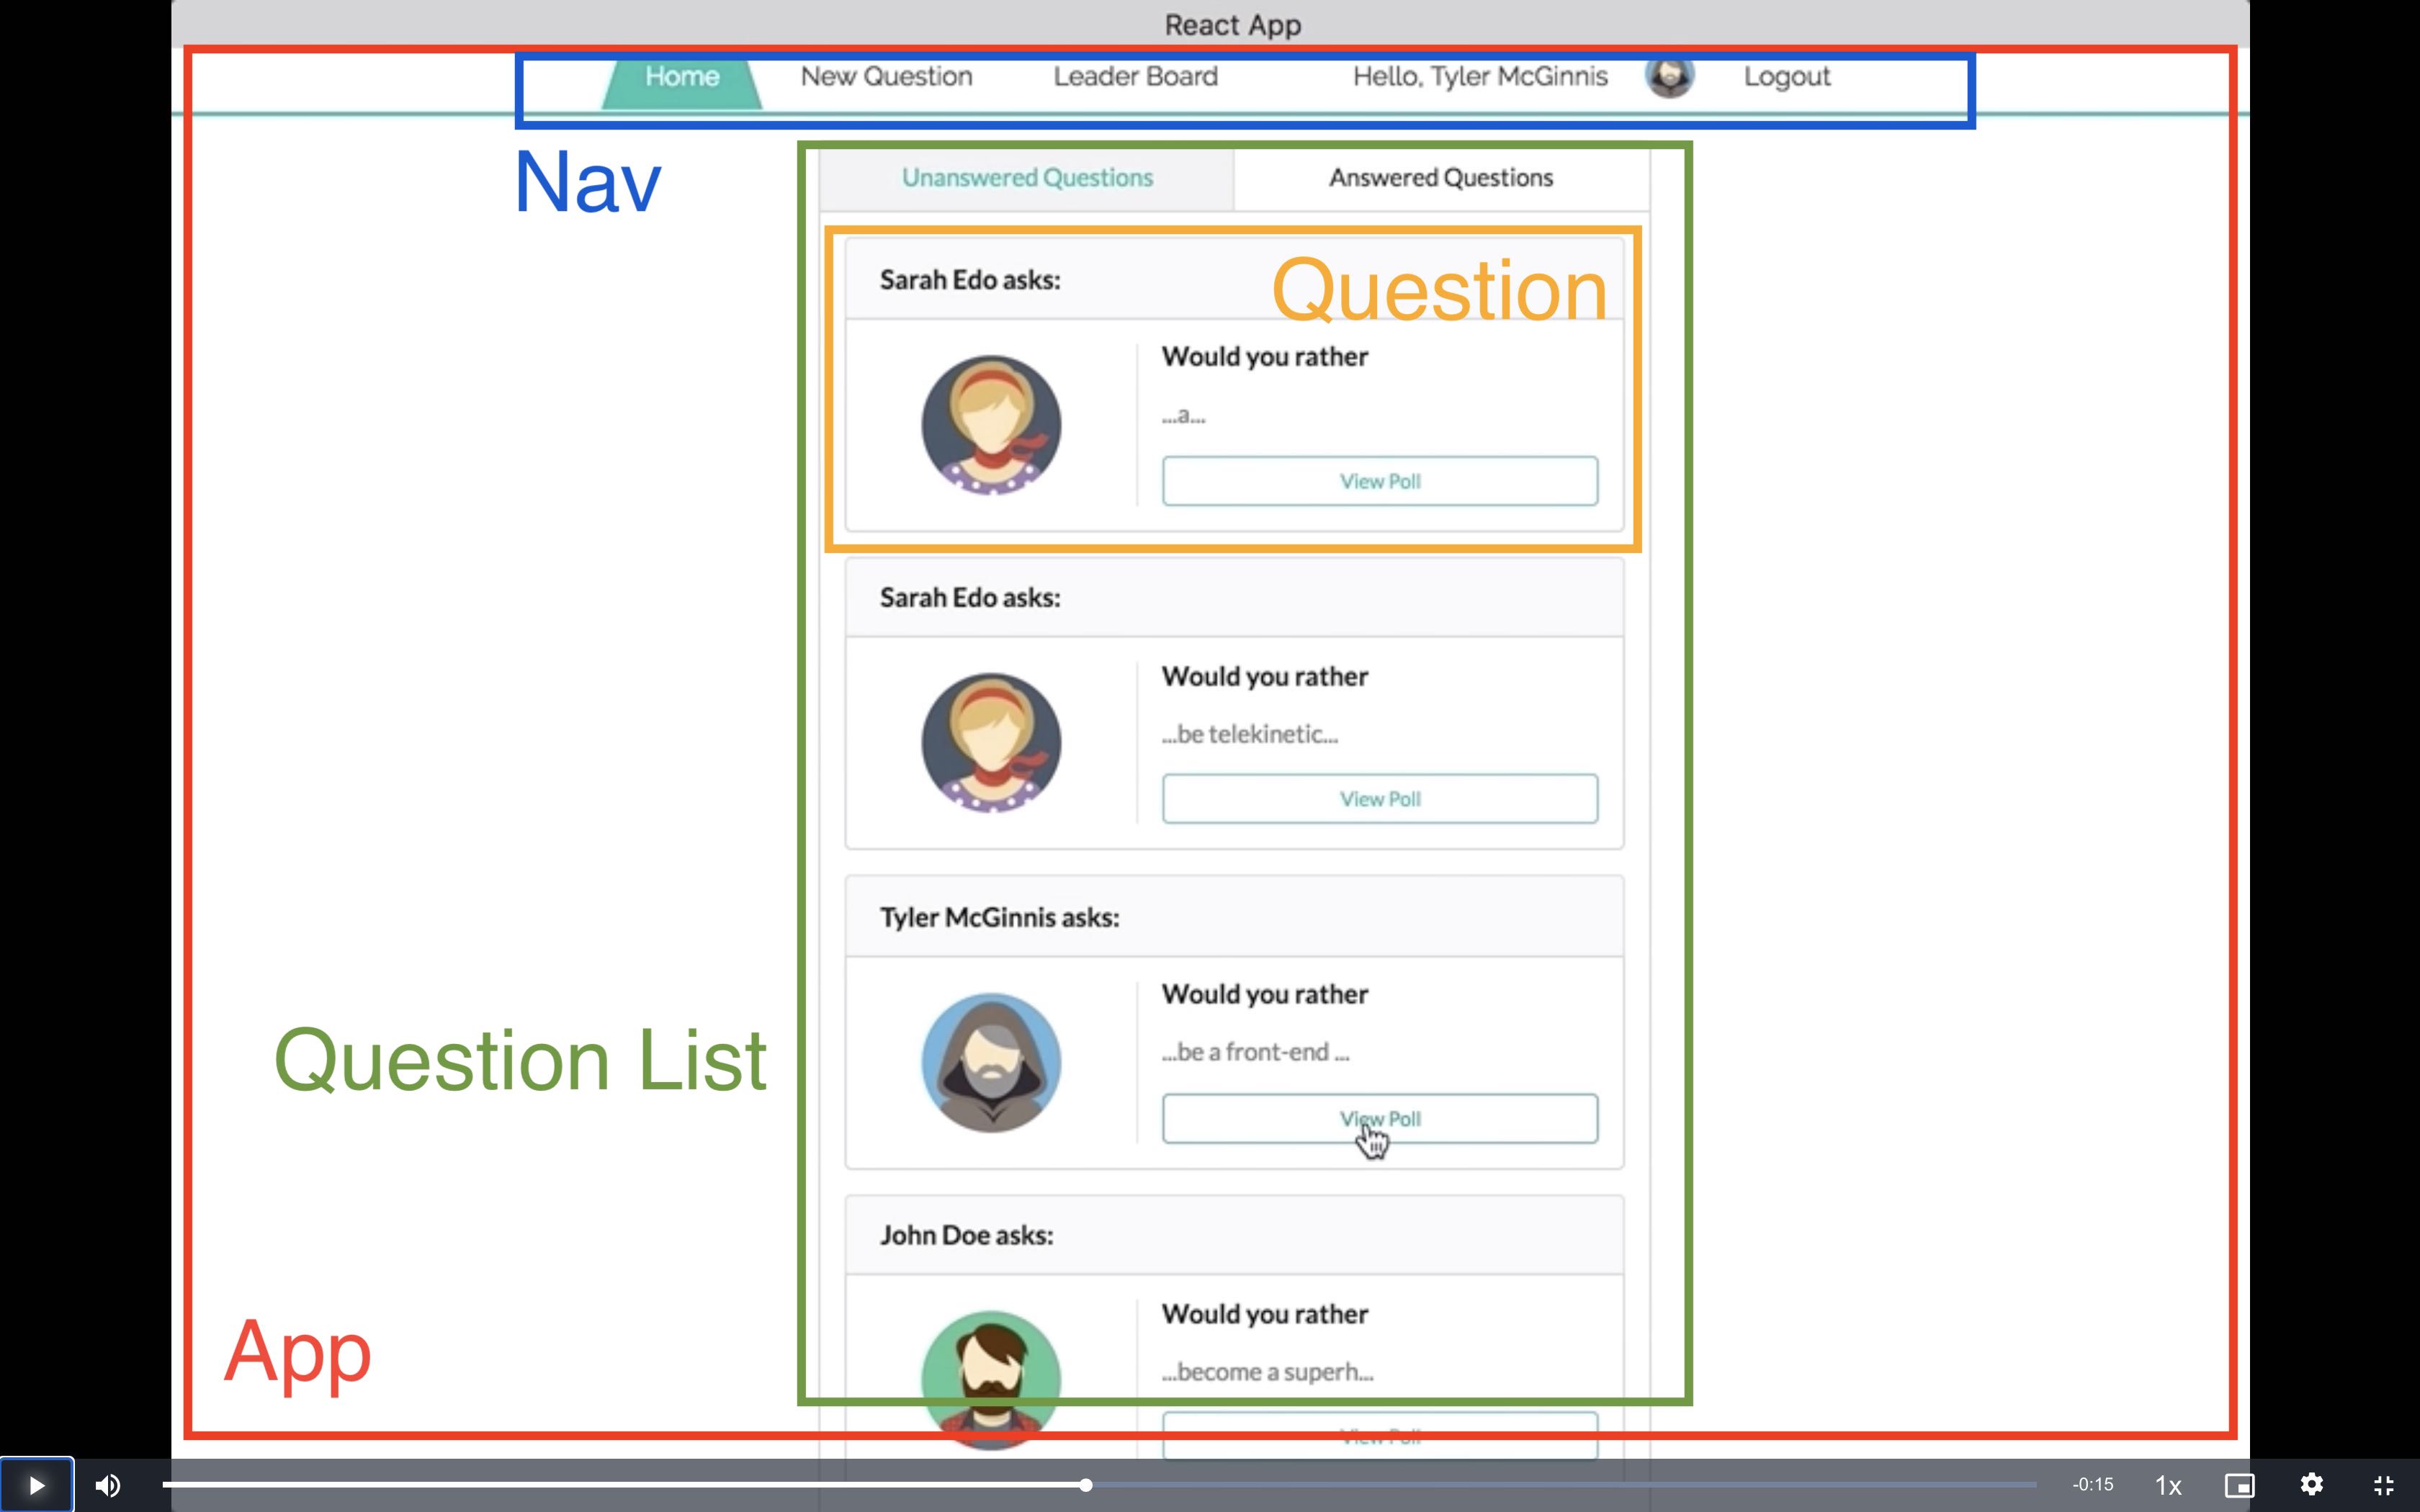 React App
Home New Question Leader Board Hello, Tyler McGinnis Logout
Nav
Unanswered Questions Answered Questions
Sarah Edo asks:
Question
Would you rather
...a...
View Poll
Sarah Edo asks:
Would you rather
...be telekinetic...
View Poll
Tyler McGinnis asks:
Would you rather
...be a front-end ...
View Poll
Question List
John Doe asks:
Would you rather
...become a superh...
View Poll
App
-0:15 1x